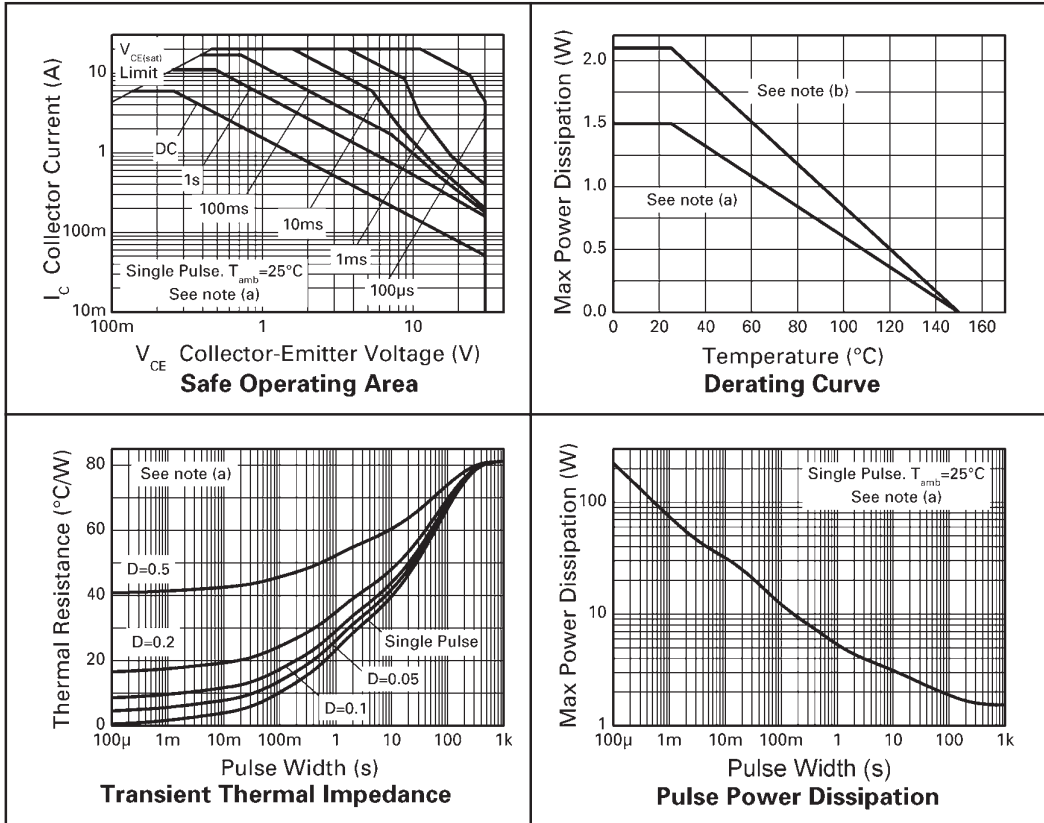 V_CE(sat)
Limit
10
1
100m
10m
I_C Collector Current (A)
DC
1s
100ms
10ms
1ms
100µs
Single Pulse. T_amb=25°C
See note (a)
100m 1 10
V_CE Collector-Emitter Voltage (V)
Safe Operating Area
Max Power Dissipation (W)
2.0
1.5
1.0
0.5
0.0
See note (b)
See note (a)
0 20 40 60 80 100 120 140 160
Temperature (°C)
Derating Curve
Thermal Resistance (°C/W)
80
60
40
20
0
See note (a)
D=0.5
D=0.2
Single Pulse
D=0.05
D=0.1
100µ 1m 10m 100m 1 10 100 1k
Pulse Width (s)
Transient Thermal Impedance
Max Power Dissipation (W)
100
10
1
Single Pulse. T_amb=25°C
See note (a)
100µ 1m 10m 100m 1 10 100 1k
Pulse Width (s)
Pulse Power Dissipation